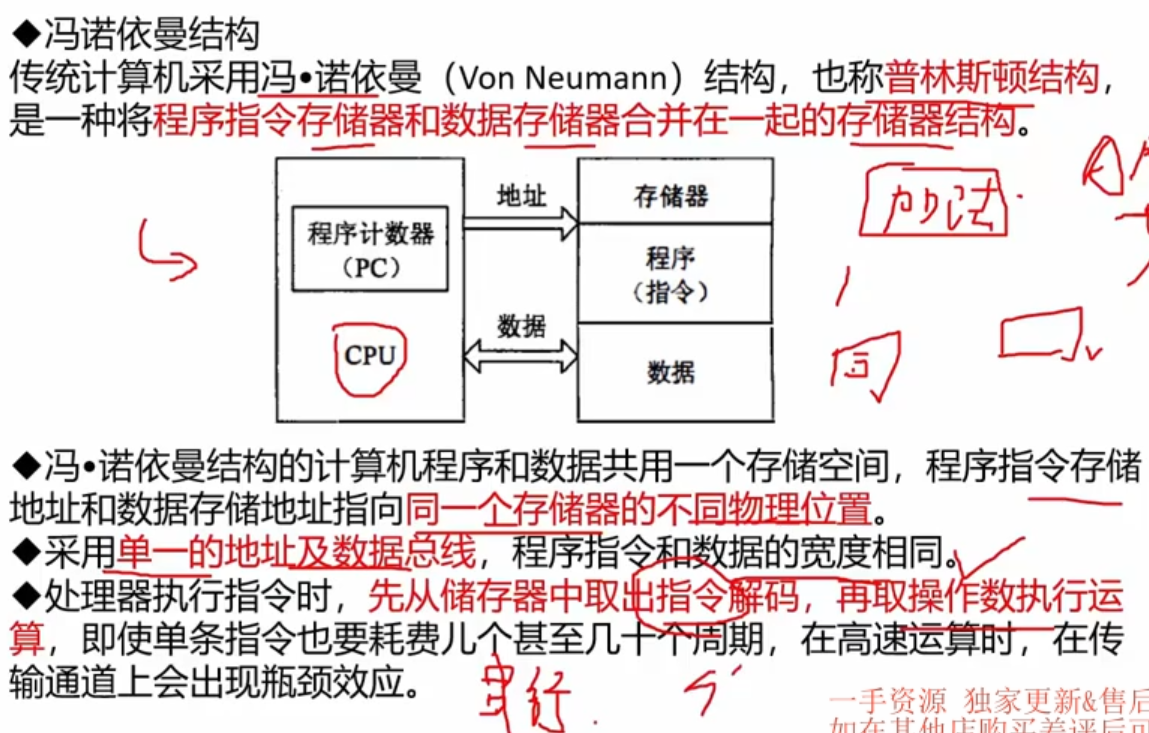 ◆冯诺依曼结构
传统计算机采用冯•诺依曼（Von Neumann）结构，也称普林斯顿结构，
是一种将程序指令存储器和数据存储器合并在一起的存储器结构。
地址
存储器
程序计数器
（PC）
程序
（指令）
加法
数据
CPU
数据
◆冯•诺依曼结构的计算机程序和数据共用一个存储空间，程序指令存储
地址和数据存储地址指向同一个存储器的不同物理位置。
◆采用单一的地址及数据总线，程序指令和数据的宽度相同。
◆处理器执行指令时，先从储存器中取出指令解码，再取操作数执行运
算，即使单条指令也要耗费儿个甚至几十个周期，在高速运算时，在传
输通道上会出现瓶颈效应。
串行
一手资源 独家更新&售后